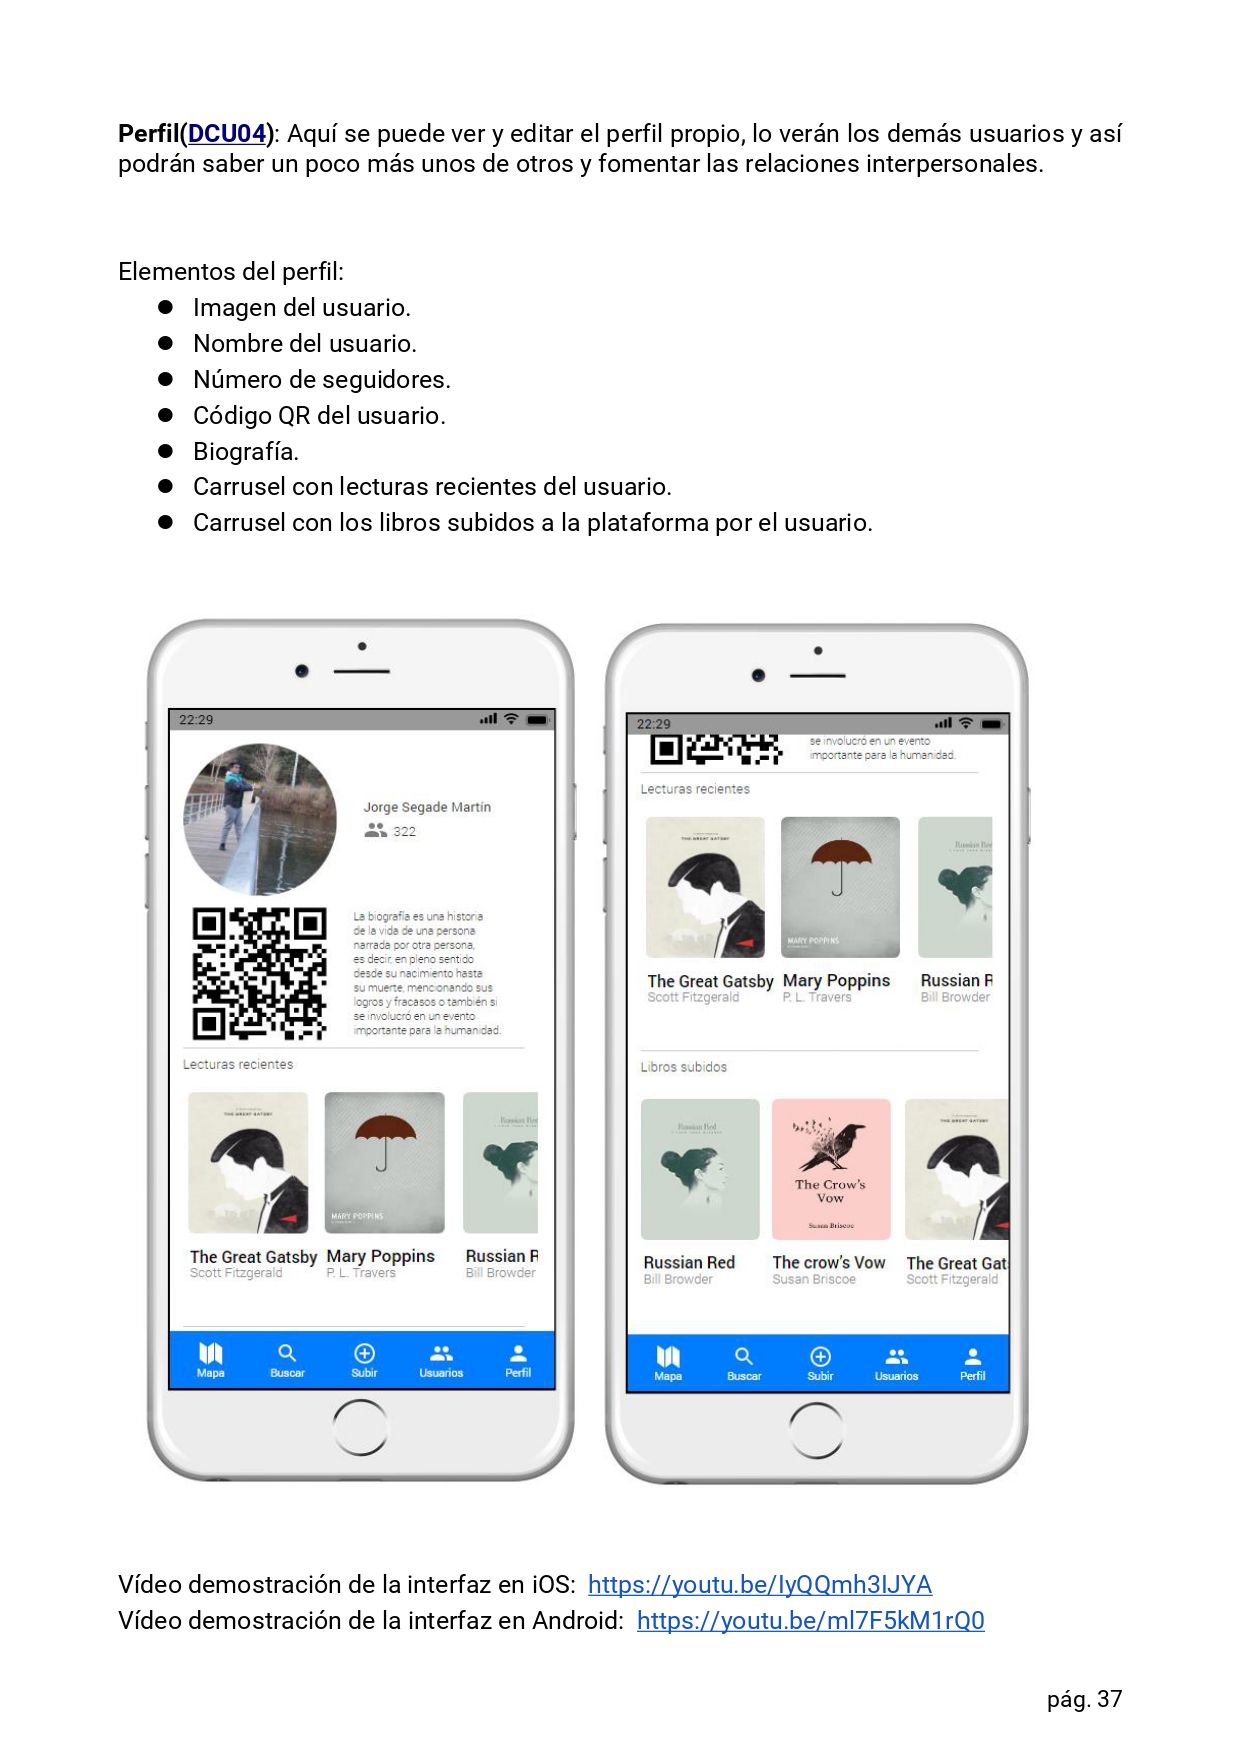 Perfil(DCU04): Aquí se puede ver y editar el perfil propio, lo verán los demás usuarios y así
podrán saber un poco más unos de otros y fomentar las relaciones interpersonales.
Elementos del perfil:
● Imagen del usuario.
● Nombre del usuario.
● Número de seguidores.
● Código QR del usuario.
● Biografía.
● Carrusel con lecturas recientes del usuario.
● Carrusel con los libros subidos a la plataforma por el usuario.
22:29
Jorge Segade Martín
322
La biografía es una historia
de la vida de una persona
narrada por otra persona,
es decir, en pleno sentido
desde su nacimiento hasta
su muerte, mencionando sus
logros y fracasos o también si
se involucró en un evento
importante para la humanidad.
Lecturas recientes
THE GREAT GATSBY
MARY POPPINS
Russian Red
The Great Gatsby Mary Poppins Russian R
Scott Fitzgerald P. L. Travers Bill Browder
Mapa Buscar Subir Usuarios Perfil
22:29
se involucró en un evento
importante para la humanidad.
Lecturas recientes
THE GREAT GATSBY
MARY POPPINS
Russian Red
The Great Gatsby Mary Poppins Russian R
Scott Fitzgerald P. L. Travers Bill Browder
Libros subidos
Russian Red
The Crow's
Vow
Susan Briscoe
THE GREAT GATSBY
Russian Red The crow's Vow The Great Gat
Bill Browder Susan Briscoe Scott Fitzgerald
Mapa Buscar Subir Usuarios Perfil
Vídeo demostración de la interfaz en iOS: https://youtu.be/IyQQmh3IJYA
Vídeo demostración de la interfaz en Android: https://youtu.be/ml7F5kM1rQ0
pág. 37